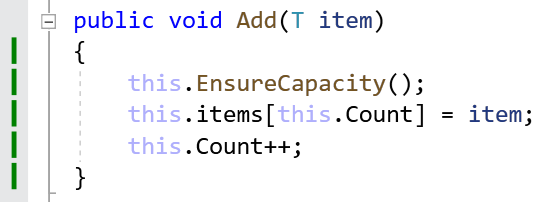 public void Add(T item)
{
    this.EnsureCapacity();
    this.items[this.Count] = item;
    this.Count++;
}